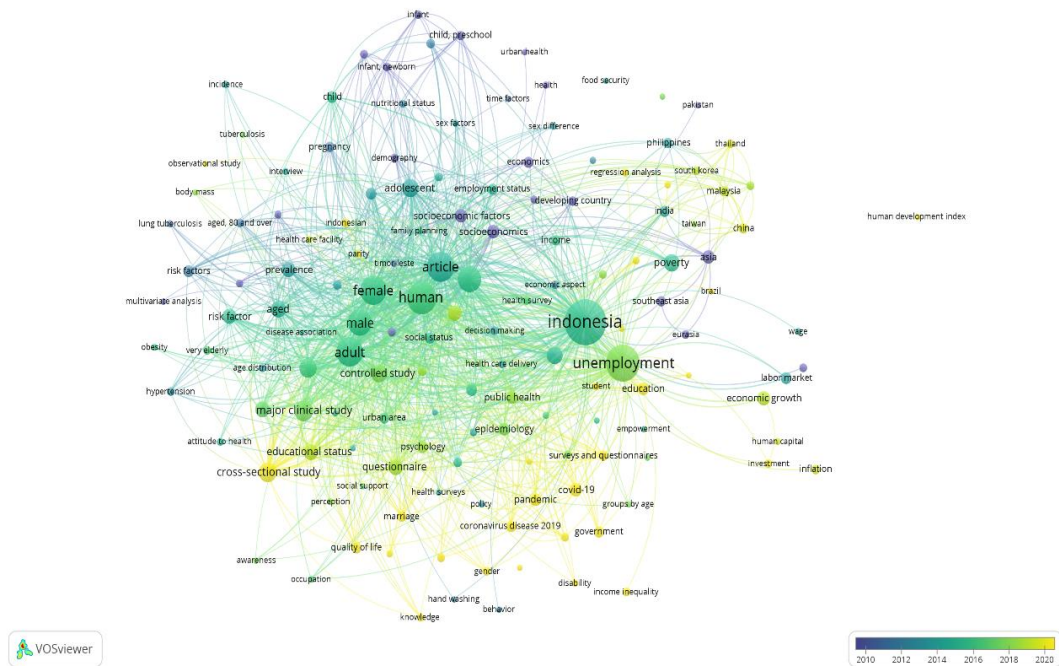 infant
child, preschool
urban health
infant, newborn
food security
incidence
health
child
nutritional status
time factors
pakistan
sex factors
sex difference
tuberculosis
pregnancy
philippines
thailand
demography
economics
observational study
interview
regression analysis
south korea
body mass
adolescent
employment status
malaysia
developing country
socioeconomic factors
india
human development index
lung tuberculosis
aged, 80 and over
indonesian
taiwan
family planning
socioeconomics
china
health care facility
income
parity
asia
timor-leste
article
poverty
risk factors
prevalence
economic aspect
female
human
brazil
multivariate analysis
health survey
southeast asia
aged
risk factor
male
indonesia
disease association
social status
decision making
eurasia
wage
obesity
very elderly
adult
age distribution
health care delivery
unemployment
controlled study
labor market
hypertension
student
education
public health
economic growth
major clinical study
urban area
attitude to health
epidemiology
empowerment
human capital
educational status
psychology
surveys and questionnaires
investment
cross-sectional study
questionnaire
inflation
social support
health surveys
covid-19
perception
pandemic
policy
groups by age
marriage
coronavirus disease 2019
government
quality of life
awareness
gender
occupation
disability
income inequality
hand washing
behavior
knowledge
VOSviewer
2010 2012 2014 2016 2018 2020